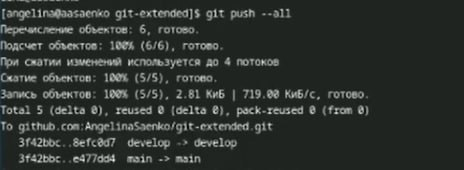 [angelina@aasaenko git-extended]$ git push --all
Перечисление объектов: 6, готово.
Подсчет объектов: 100% (6/6), готово.
При сжатии изменений используется до 4 потоков
Сжатие объектов: 100% (5/5), готово.
Запись объектов: 100% (5/5), 2.81 КиБ | 719.00 КиБ/с, готово.
Total 5 (delta 0), reused 0 (delta 0), pack-reused 0 (from 0)
To github.com:AngelinaSaenko/git-extended.git
3f42bbc..8efc0d7 develop -> develop
3f42bbc..e477dd4 main -> main